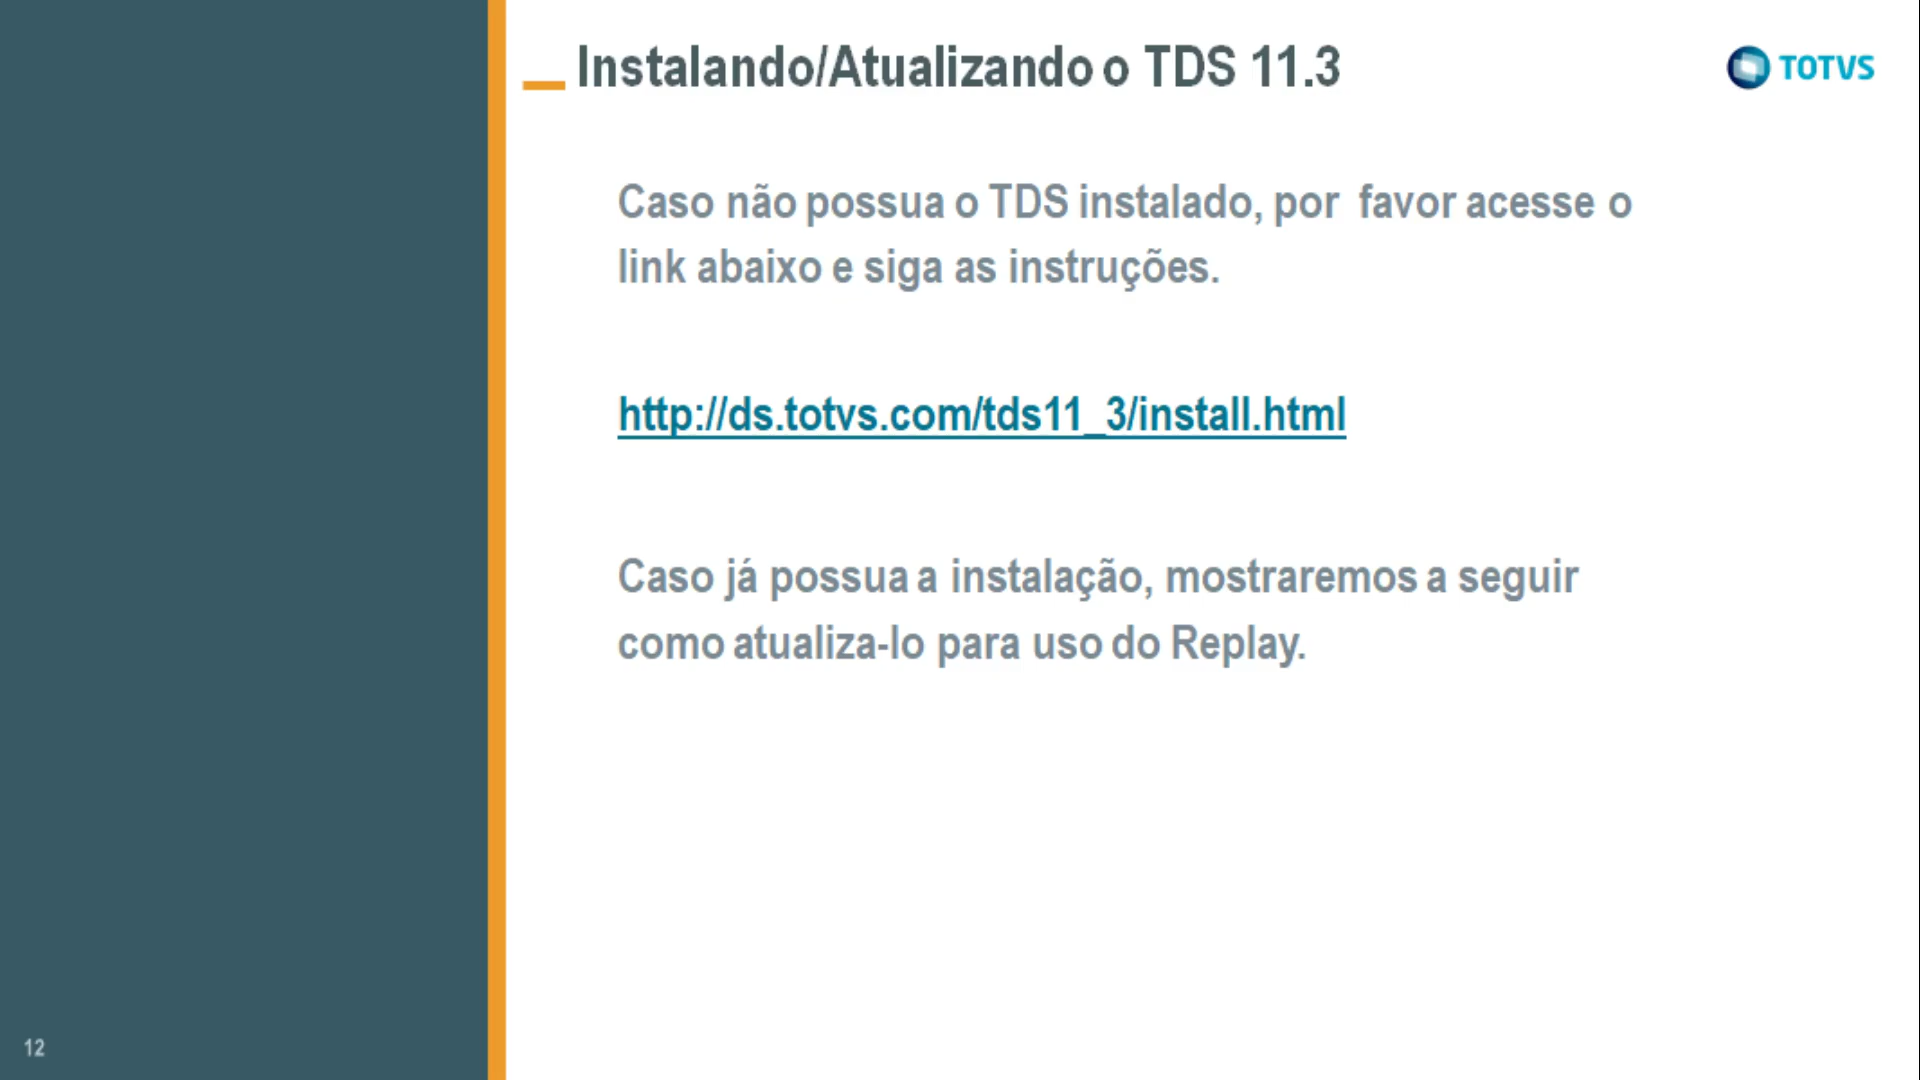 Instalando/Atualizando o TDS 11.3
TOTVS
Caso não possua o TDS instalado, por favor acesse o
link abaixo e siga as instruções.
http://ds.totvs.com/tds11_3/install.html
Caso já possua a instalação, mostraremos a seguir
como atualiza-lo para uso do Replay.
12